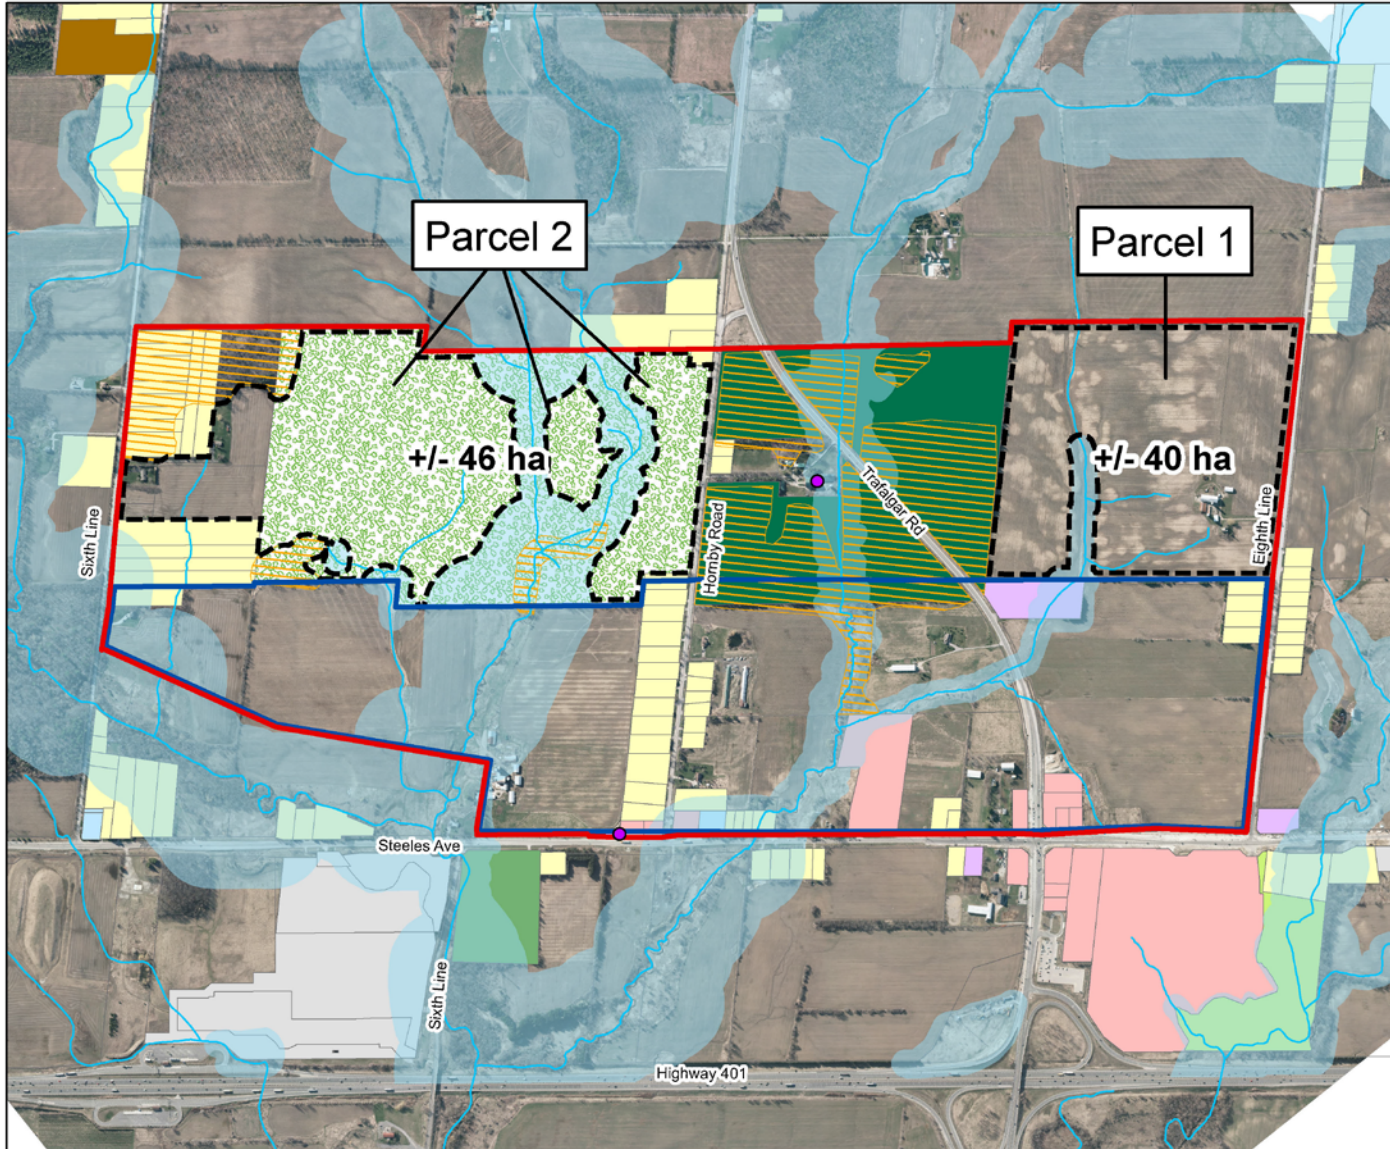 Parcel 2
Parcel 1
+/- 46 ha
+/- 40 ha
Trafalgar Rd
Sixth Line
Hornby Road
Eighth Line
Steeles Ave
Sixth Line
Highway 401